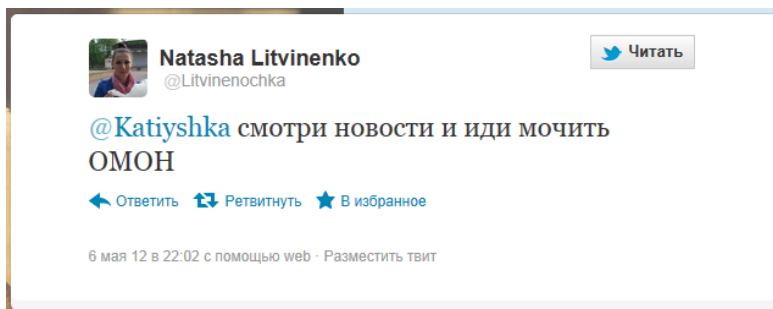 Natasha Litvinenko
Читать
@Litvinenochka
@Katiyshka смотри новости и иди мочить
ОМОН
Ответить Ретвитнуть В избранное
6 мая 12 в 22:02 с помощью web · Разместить твит